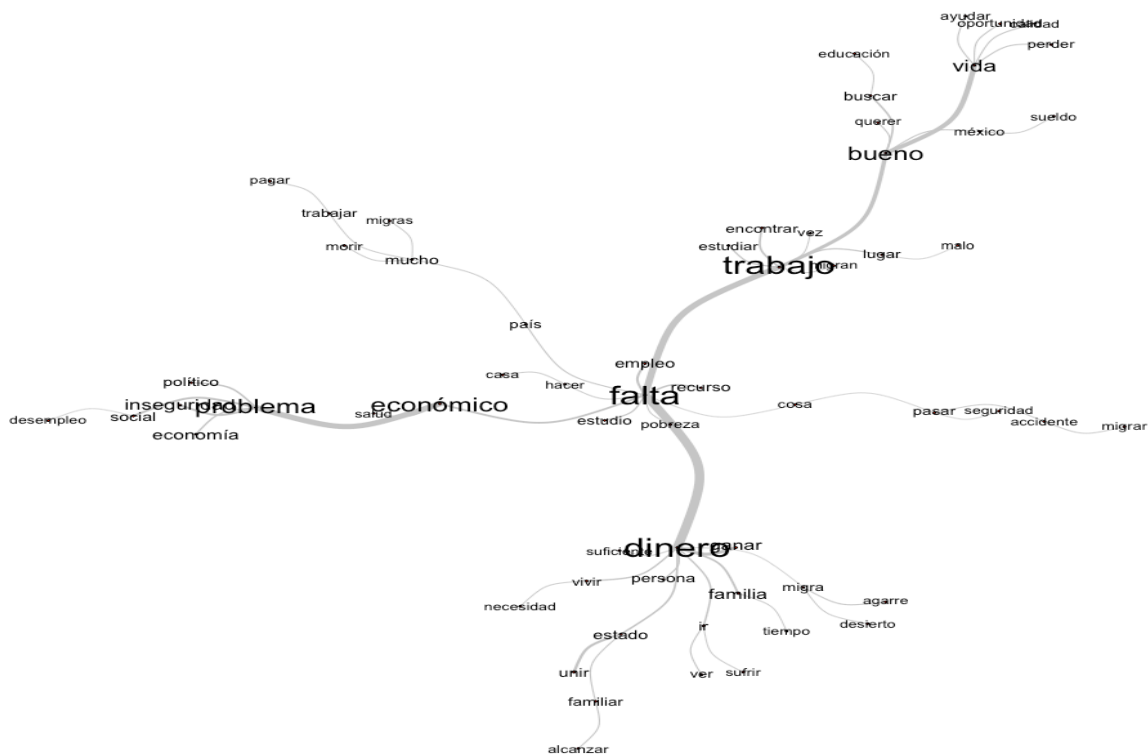 ayudar
oportunidad
calidad
perder
educación
vida
buscar
querer
méxico
sueldo
bueno
pagar
trabajar
migras
morir
mucho
encontrar
vez
estudiar
trabajo
migran
lugar
malo
país
empleo
casa
hacer
falta
recurso
político
inseguridad
problema
salud
económico
cosa
desempleo
social
estudio
pobreza
pasar
seguridad
accidente
migrar
economía
suficiente
dinero
ganar
vivir
persona
familia
migra
necesidad
agarre
estado
ir
tiempo
desierto
unir
ver
sufrir
familiar
alcanzar